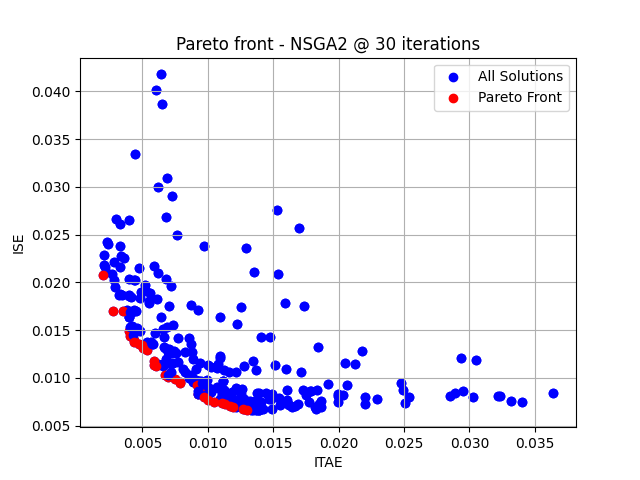 Pareto front - NSGA2 @ 30 iterations
All Solutions
Pareto Front
ISE
0.040
0.035
0.030
0.025
0.020
0.015
0.010
0.005
0.005 0.010 0.015 0.020 0.025 0.030 0.035
ITAE